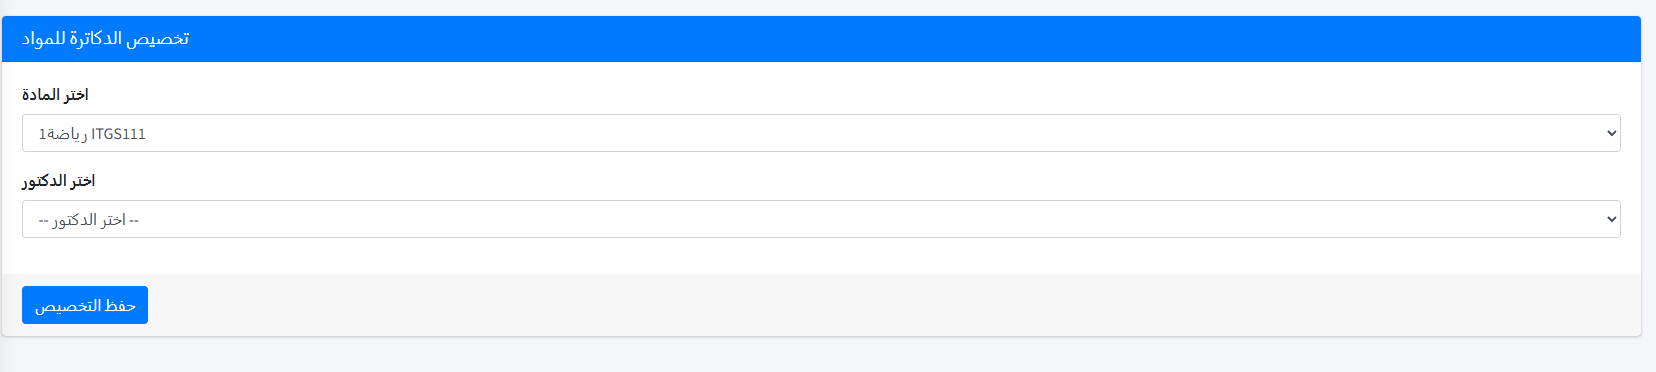 تخصيص الدكاترة للمواد
اختر المادة
ITGS111 رياضة1
اختر الدكتور
-- اختر الدكتور --
حفظ التخصيص